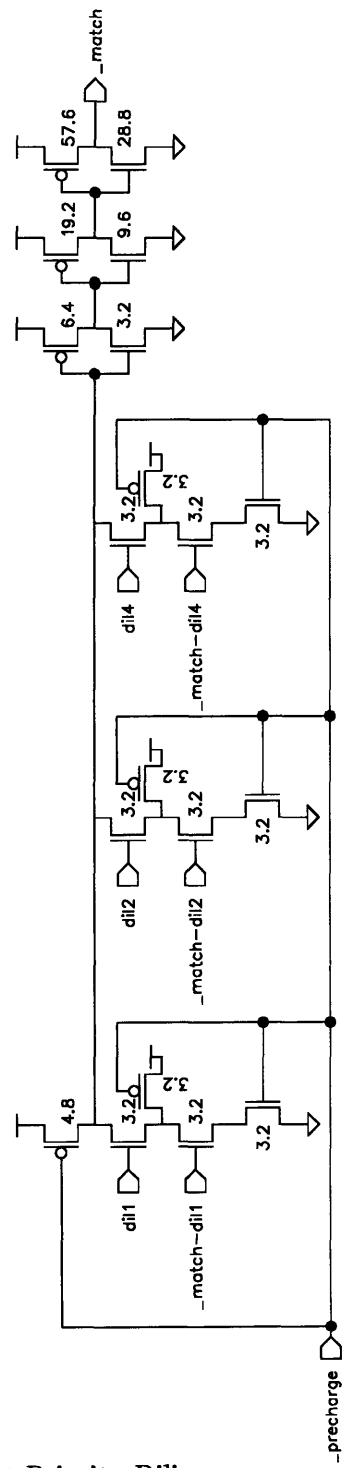 _match
57.6
28.8
19.2
9.6
6.4
3.2
3.2
3.2
3.2
3.2
dil4
_match-dil4
3.2
3.2
3.2
3.2
dil2
_match-dil2
4.8
3.2
3.2
3.2
3.2
dil1
_match-dil1
_precharge